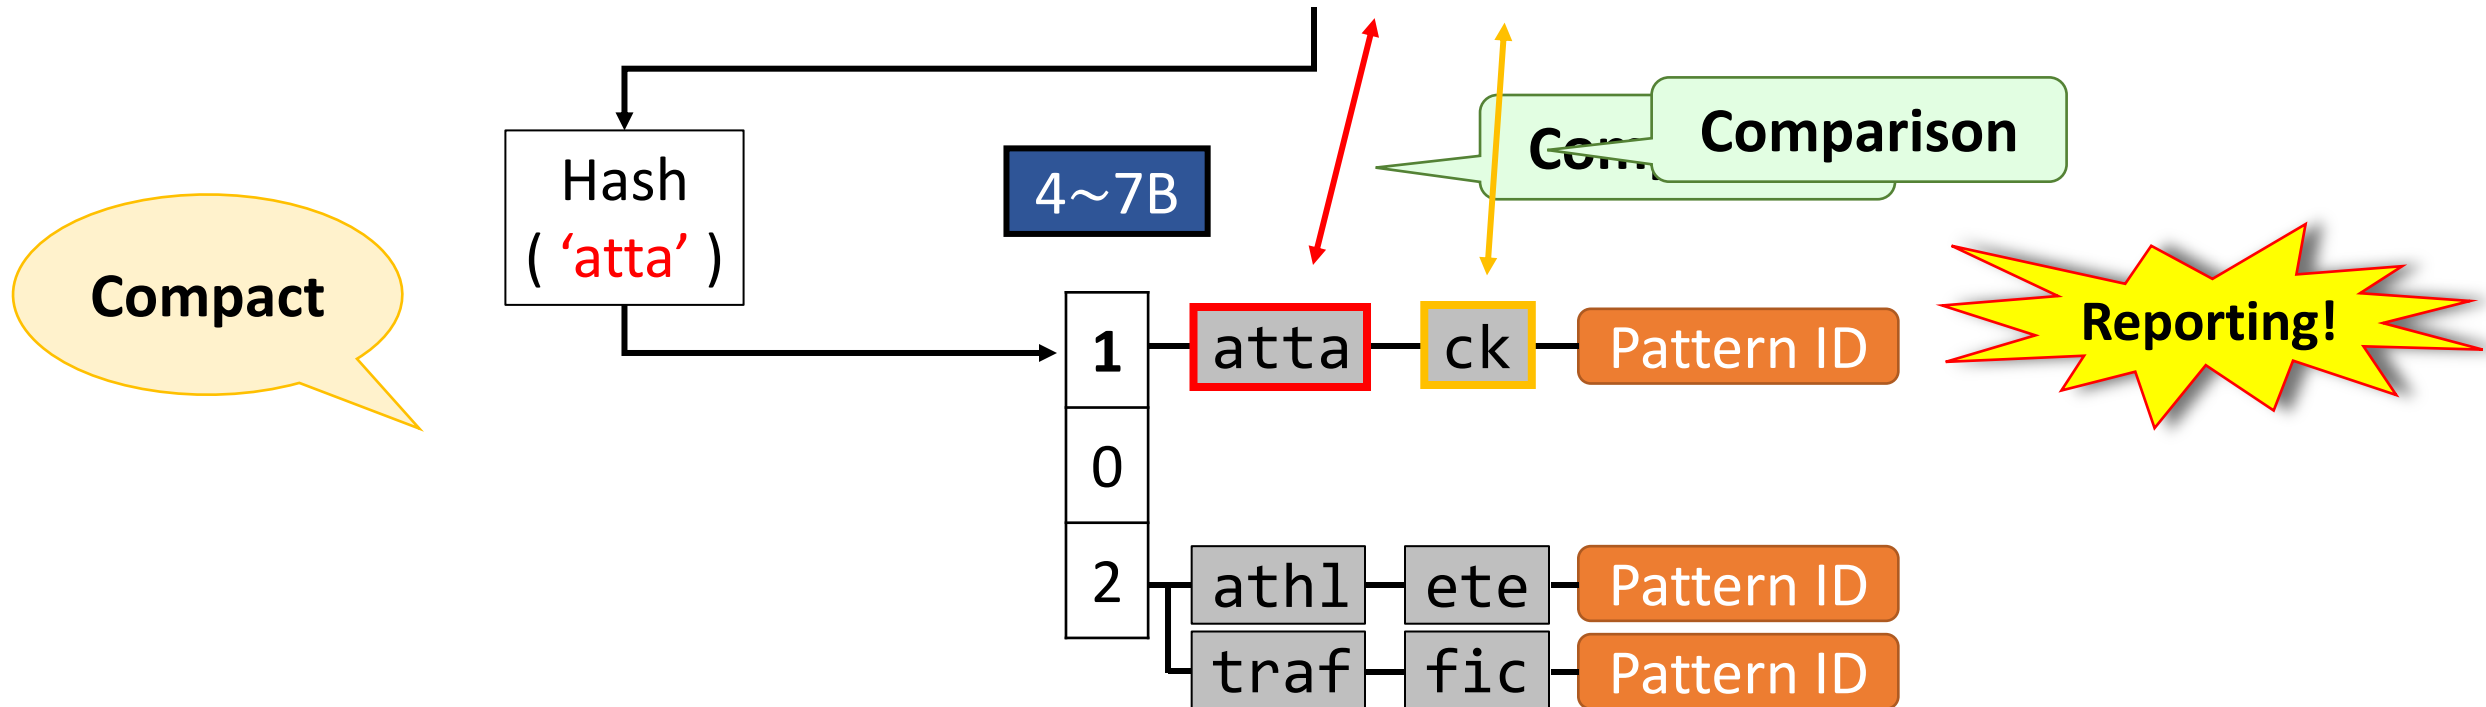 Comparison
Hash
( ‘atta’ )
4~7B
Compact
1 atta ck Pattern ID
Reporting!
0
2 athl ete Pattern ID
traf fic Pattern ID